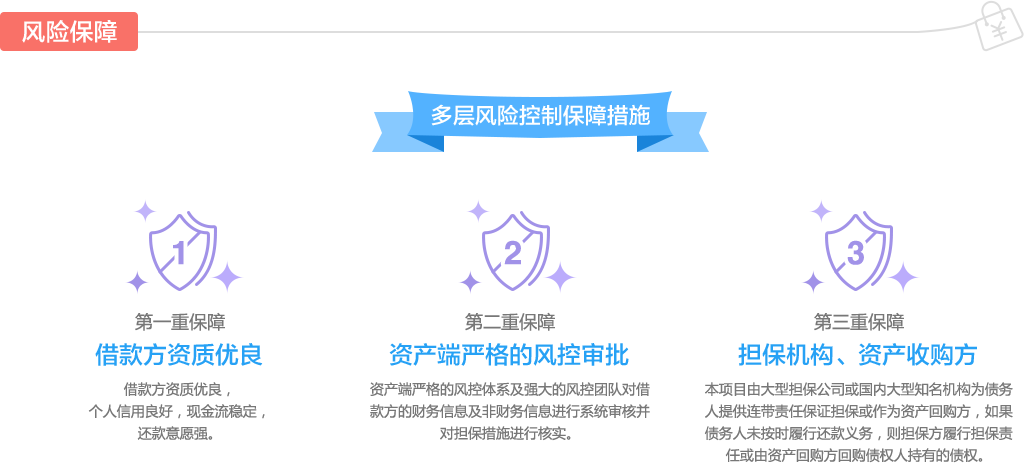 风险保障
¥
多层风险控制保障措施
1
2
3
第一重保障
第二重保障
第三重保障
借款方资质优良
资产端严格的风控审批
担保机构、资产收购方
借款方资质优良，
个人信用良好，现金流稳定，
还款意愿强。
资产端严格的风控体系及强大的风控团队对借
款方的财务信息及非财务信息进行系统审核并
对担保措施进行核实。
本项目由大型担保公司或国内大型知名机构为债务
人提供连带责任保证担保或作为资产回购方，如果
债务人未按时履行还款义务，则担保方履行担保责
任或由资产回购方回购债权人持有的债权。